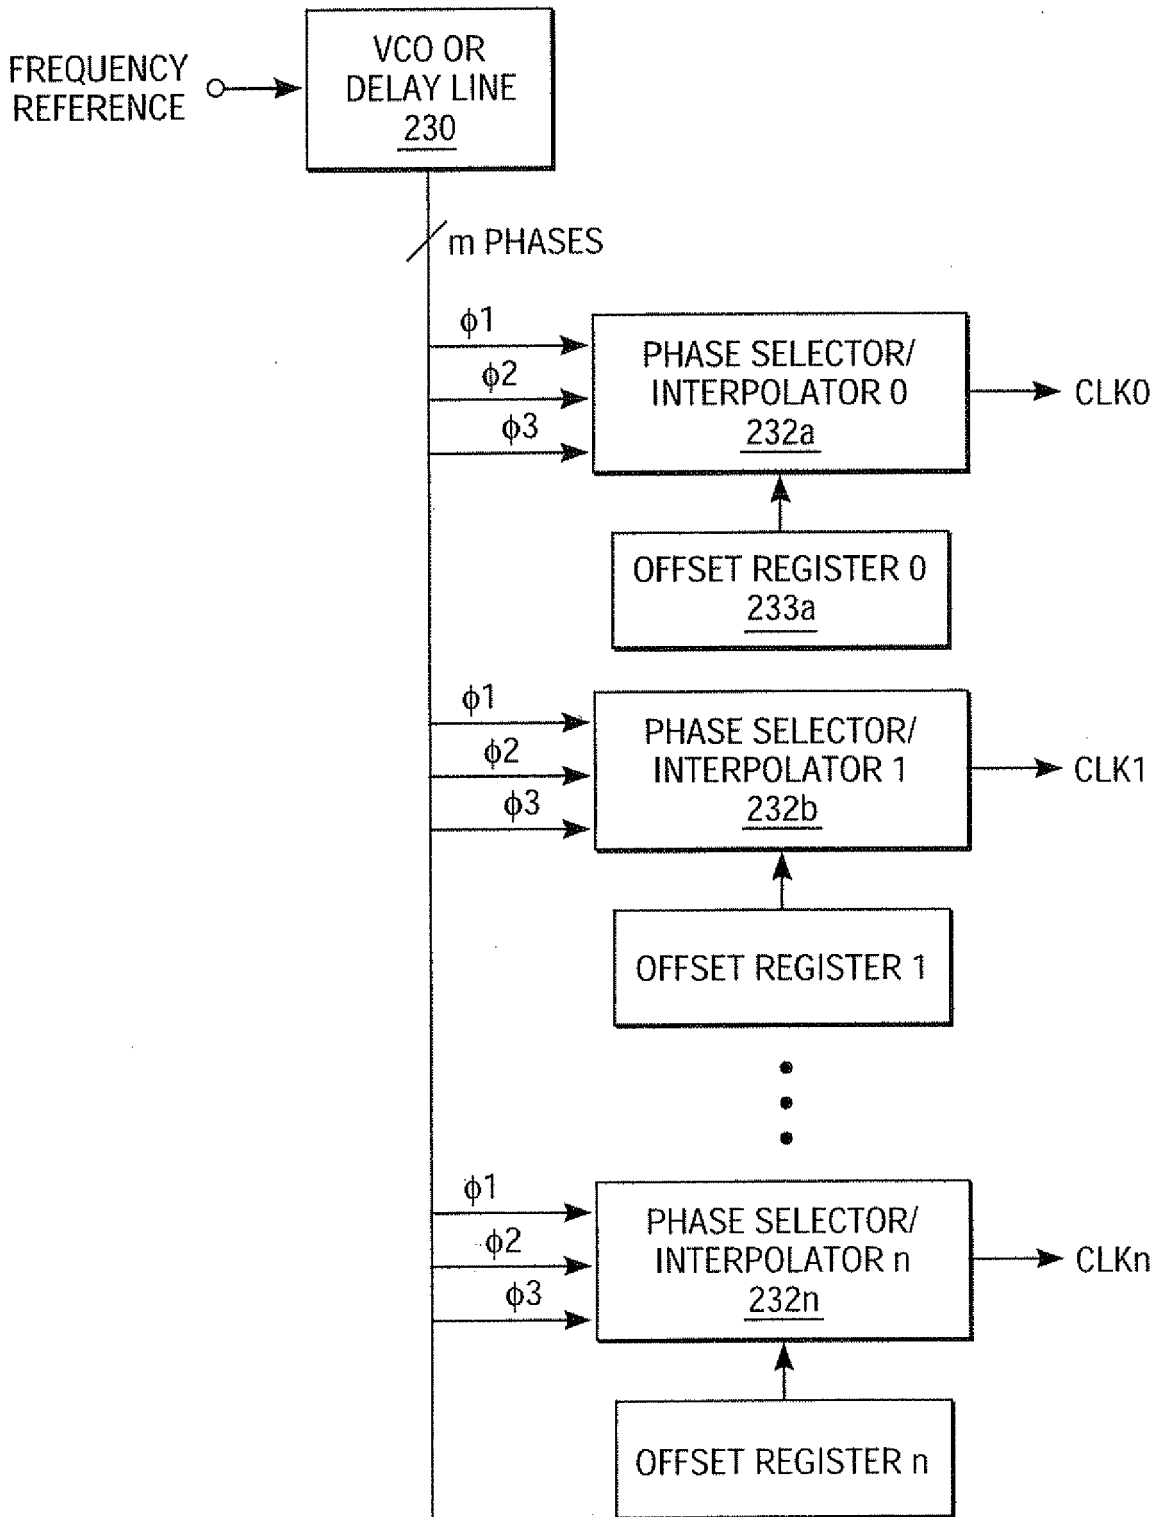 FREQUENCY
REFERENCE
VCO OR
DELAY LINE
230
m PHASES
ϕ1
ϕ2
ϕ3
PHASE SELECTOR/
INTERPOLATOR 0
232a
CLK0
OFFSET REGISTER 0
233a
ϕ1
ϕ2
ϕ3
PHASE SELECTOR/
INTERPOLATOR 1
232b
CLK1
OFFSET REGISTER 1
ϕ1
ϕ2
ϕ3
PHASE SELECTOR/
INTERPOLATOR n
232n
CLKn
OFFSET REGISTER n